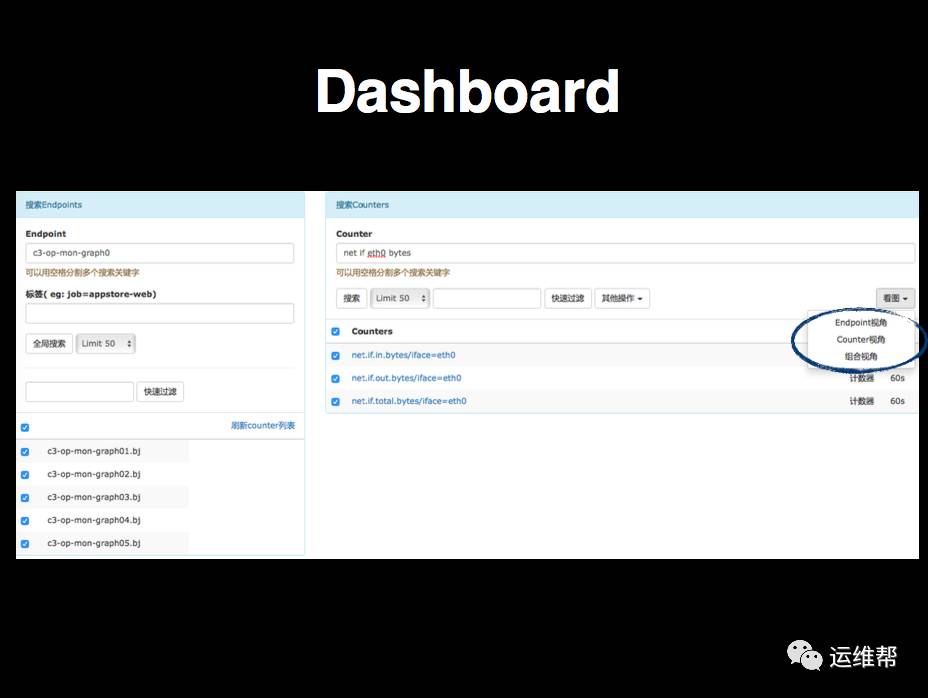 Dashboard
搜索Endpoints
Endpoint
c3-op-mon-graph0
可以用空格分割多个搜索关键字
标签( eg: job=appstore-web)
全局搜索 Limit 50
快速过滤
刷新counter列表
c3-op-mon-graph01.bj
c3-op-mon-graph02.bj
c3-op-mon-graph03.bj
c3-op-mon-graph04.bj
c3-op-mon-graph05.bj
搜索Counters
Counter
net if eth0 bytes
可以用空格分割多个搜索关键字
搜索 Limit 50 快速过滤 其他操作 看图
Endpoint视角
Counter视角
组合视角
Counters
net.if.in.bytes/iface=eth0
net.if.out.bytes/iface=eth0 计数器 60s
net.if.total.bytes/iface=eth0 计数器 60s
运维帮